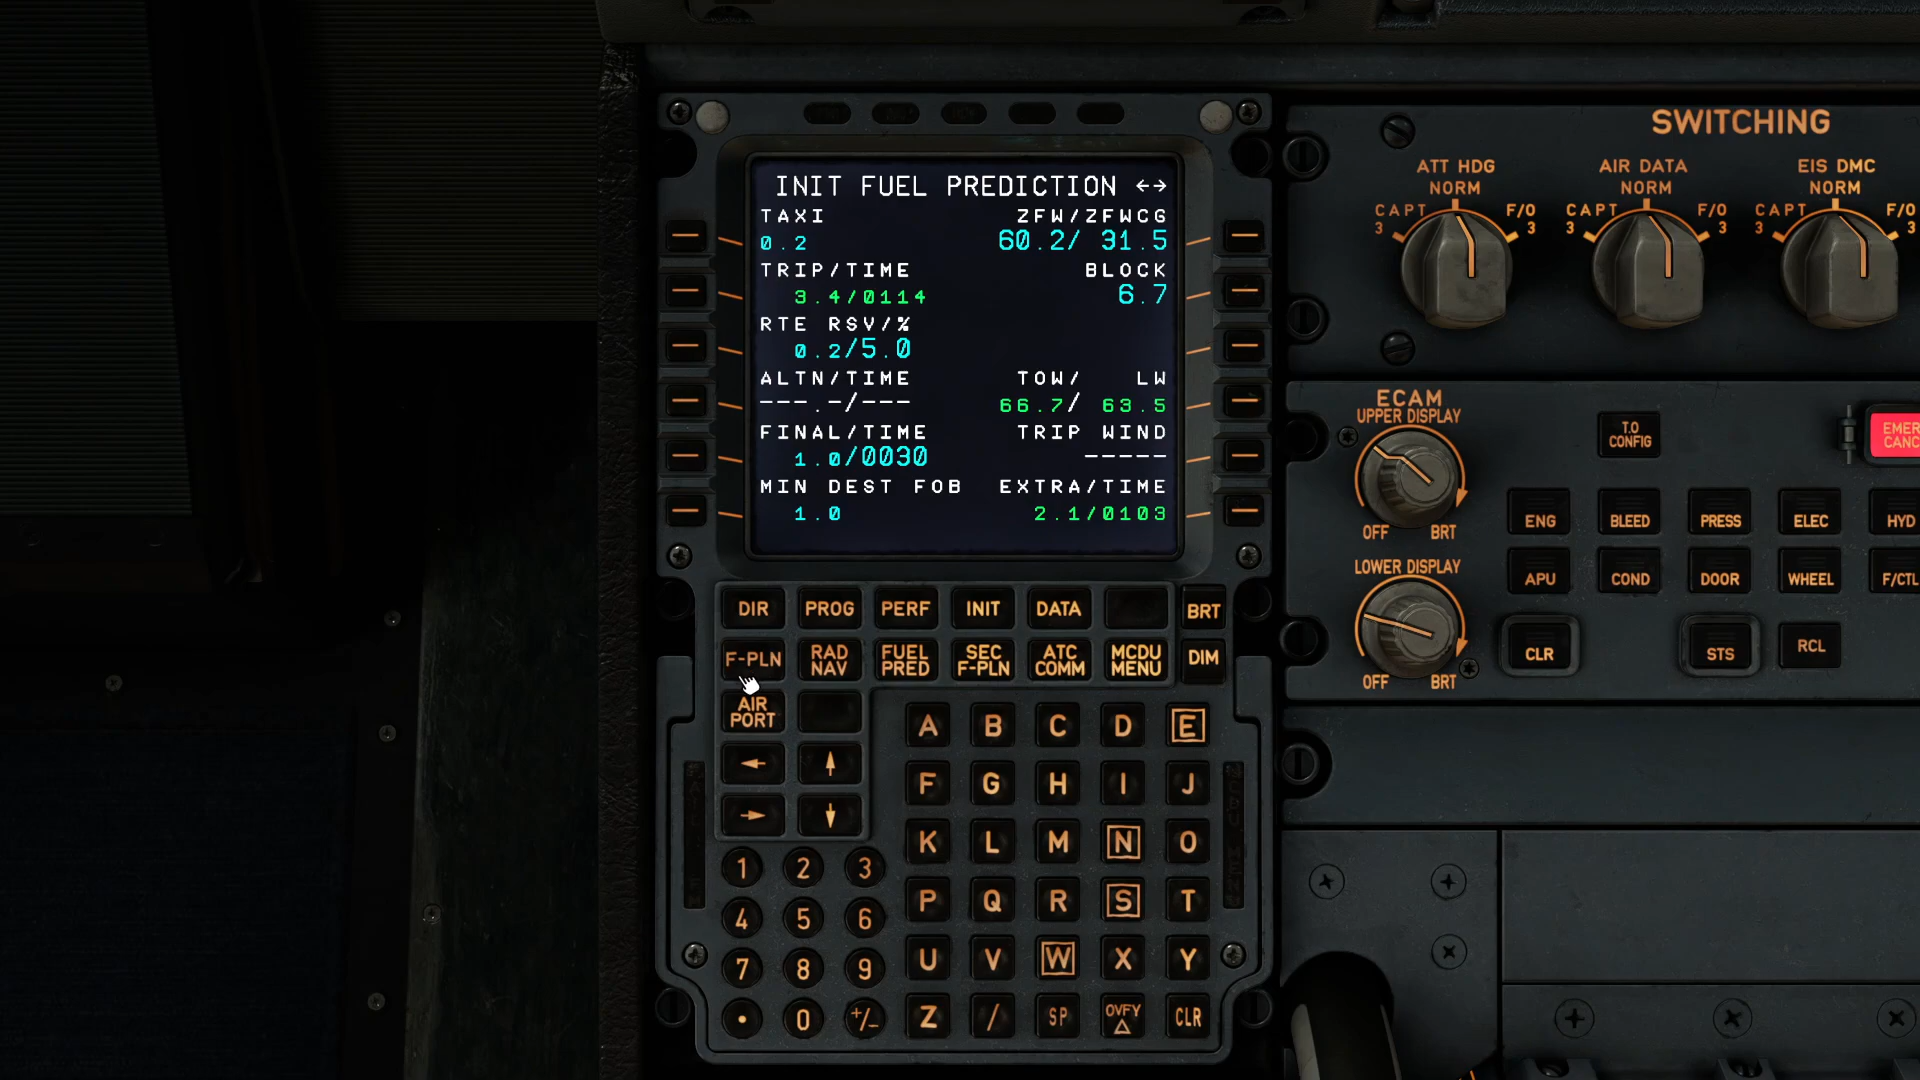 INIT FUEL PREDICTION ←→
TAXI ZFW/ZFWCG
0.2 60.2/ 31.5
TRIP/TIME BLOCK
3.4/0114 6.7
RTE RSV/%
0.2/5.0
ALTN/TIME TOW/ LW
---.-/--- 66.7/ 63.5
FINAL/TIME TRIP WIND
1.0/0030 -----
MIN DEST FOB EXTRA/TIME
1.0 2.1/0103
DIR PROG PERF INIT DATA BRT
F-PLN RAD NAV FUEL PRED SEC F-PLN ATC COMM MCDU MENU DIM
AIR PORT
← ↑
→ ↓
A B C D E
F G H I J
K L M N O
P Q R S T
U V W X Y
Z / SP OVFY △ CLR
1 2 3
4 5 6
7 8 9
. 0 +/-
SWITCHING
ATT HDG AIR DATA EIS DMC
NORM NORM NORM
CAPT 3 F/O 3 CAPT 3 F/O 3 CAPT 3 F/O 3
ECAM
UPPER DISPLAY
OFF BRT
LOWER DISPLAY
OFF BRT
T.O CONFIG
EMER CANC
ENG BLEED PRESS ELEC HYD
APU COND DOOR WHEEL F/CTL
CLR STS RCL